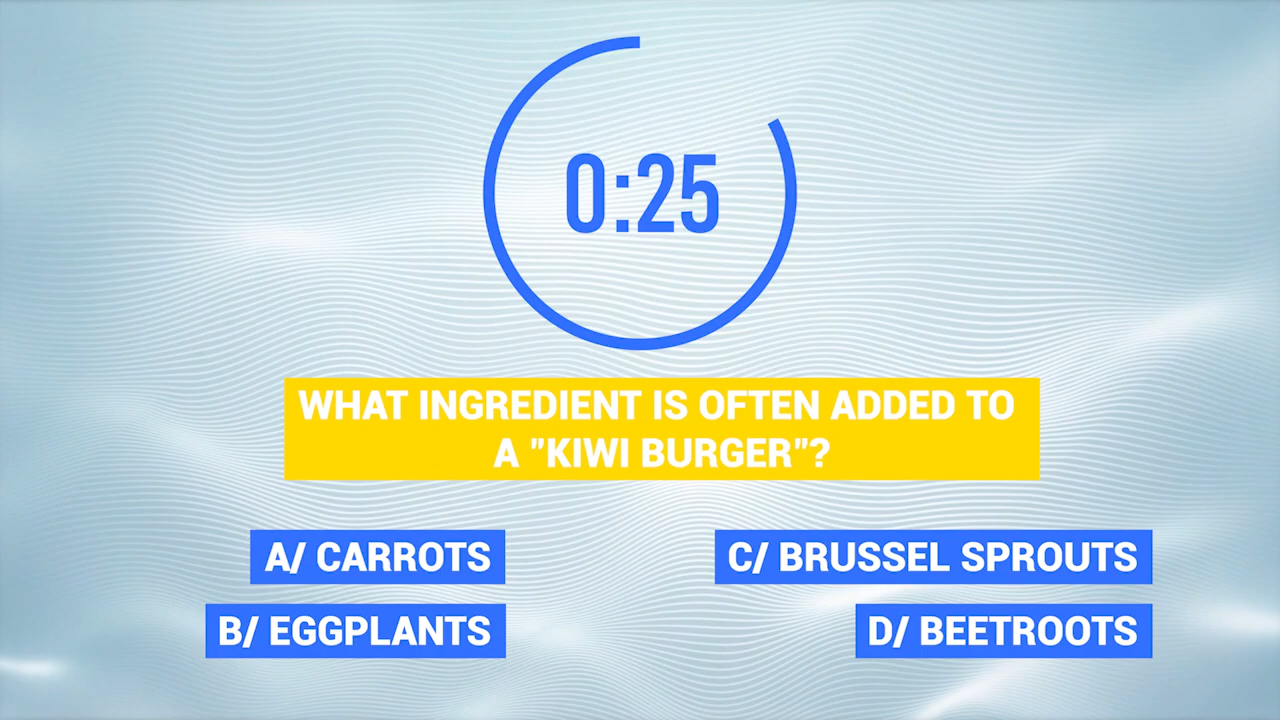 0:25
WHAT INGREDIENT IS OFTEN ADDED TO
A "KIWI BURGER"?
A/ CARROTS
B/ EGGPLANTS
C/ BRUSSEL SPROUTS
D/ BEETROOTS